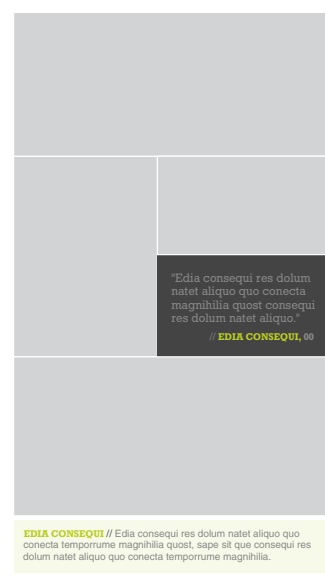 "Edia consequi res dolum
natet aliquo quo conecta
magnihilia quost consequi
res dolum natet aliquo."
// EDIA CONSEQUI, 00
EDIA CONSEQUI // Edia consequi res dolum natet aliquo quo
conecta temporrume magnihilia quost, sape sit que consequi res
dolum natet aliquo quo conecta temporrume magnihilia.